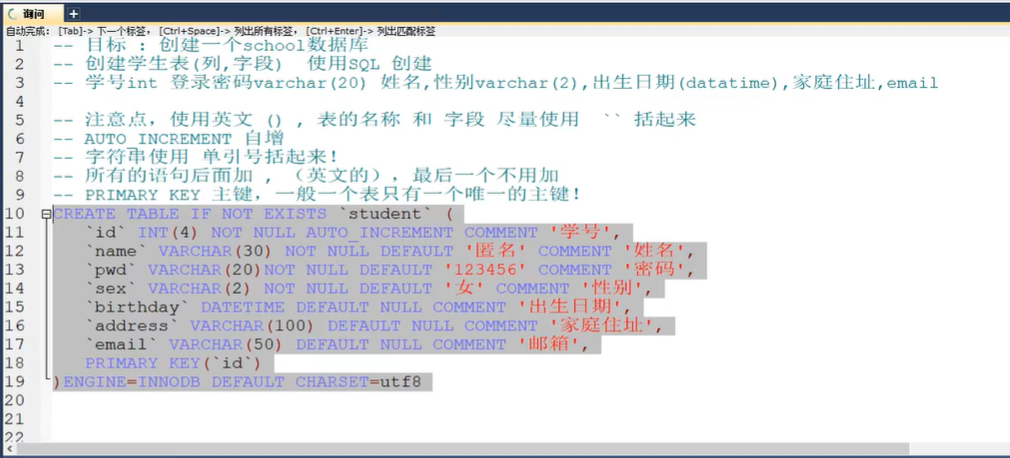 询问
自动完成: [Tab]-> 下一个标签, [Ctrl+Space]-> 列出所有标签, [Ctrl+Enter]-> 列出匹配标签
1 -- 目标 : 创建一个school数据库
2 -- 创建学生表(列,字段) 使用SQL 创建
3 -- 学号int 登录密码varchar(20) 姓名,性别varchar(2),出生日期(datatime),家庭住址,email
4
5 -- 注意点, 使用英文 () , 表的名称 和 字段 尽量使用 `` 括起来
6 -- AUTO_INCREMENT 自增
7 -- 字符串使用 单引号括起来!
8 -- 所有的语句后面加 , (英文的), 最后一个不用加
9 -- PRIMARY KEY 主键, 一般一个表只有一个唯一的主键!
10 CREATE TABLE IF NOT EXISTS `student` (
11 `id` INT(4) NOT NULL AUTO_INCREMENT COMMENT '学号',
12 `name` VARCHAR(30) NOT NULL DEFAULT '匿名' COMMENT '姓名',
13 `pwd` VARCHAR(20)NOT NULL DEFAULT '123456' COMMENT '密码',
14 `sex` VARCHAR(2) NOT NULL DEFAULT '女' COMMENT '性别',
15 `birthday` DATETIME DEFAULT NULL COMMENT '出生日期',
16 `address` VARCHAR(100) DEFAULT NULL COMMENT '家庭住址',
17 `email` VARCHAR(50) DEFAULT NULL COMMENT '邮箱',
18 PRIMARY KEY(`id`)
19 )ENGINE=INNODB DEFAULT CHARSET=utf8
20
21
22